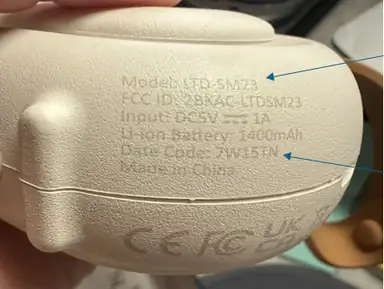 Model: LTD-SM23
FCC ID: 2BKAC-LTDSM23
Input: DC5V ⎓ 1A
Li-ion Battery: 1400mAh
Date Code: 7W15TN
Made in China
CE FC UK CA